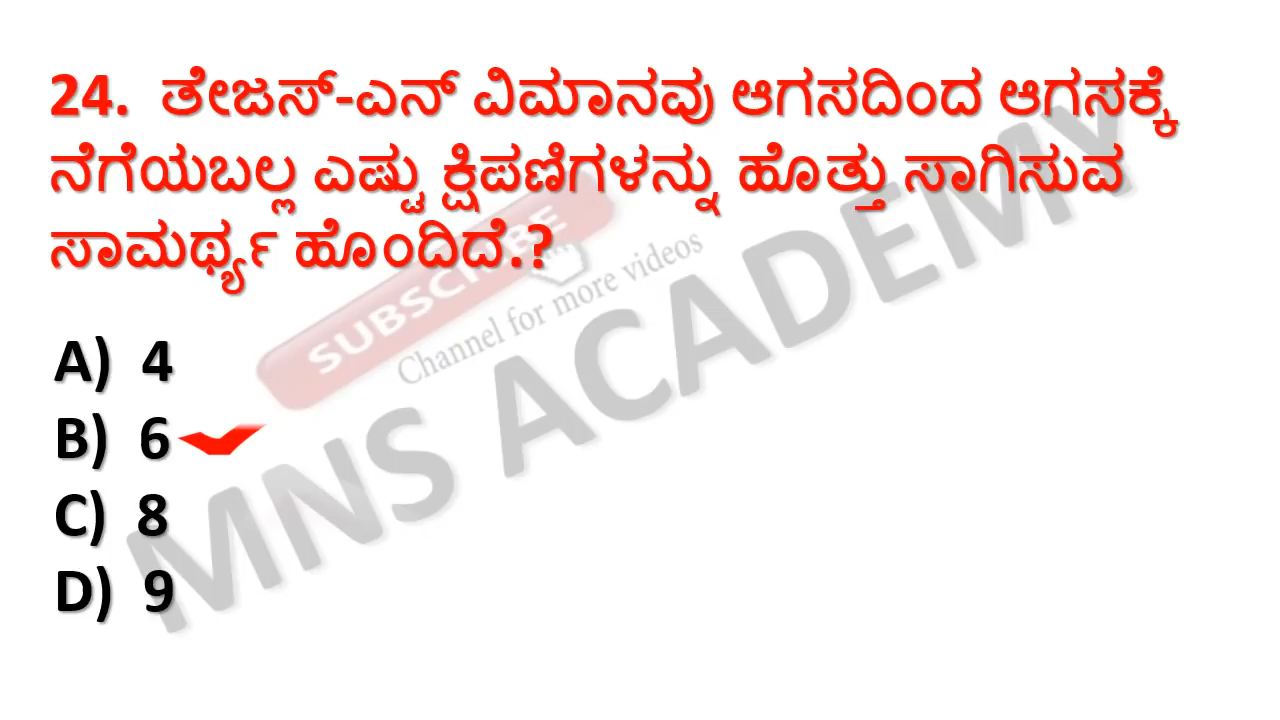 24. ತೇಜಸ್-ಎನ್ ವಿಮಾನವು ಆಗಸದಿಂದ ಆಗಸಕ್ಕೆ
ನೆಗೆಯಬಲ್ಲ ಎಷ್ಟು ಕ್ಷಿಪಣಿಗಳನ್ನು ಹೊತ್ತು ಸಾಗಿಸುವ
ಸಾಮರ್ಥ್ಯ ಹೊಂದಿದೆ.?
SUBSCRIBE
Channel for more videos
MNS ACADEMY
A) 4
B) 6
C) 8
D) 9